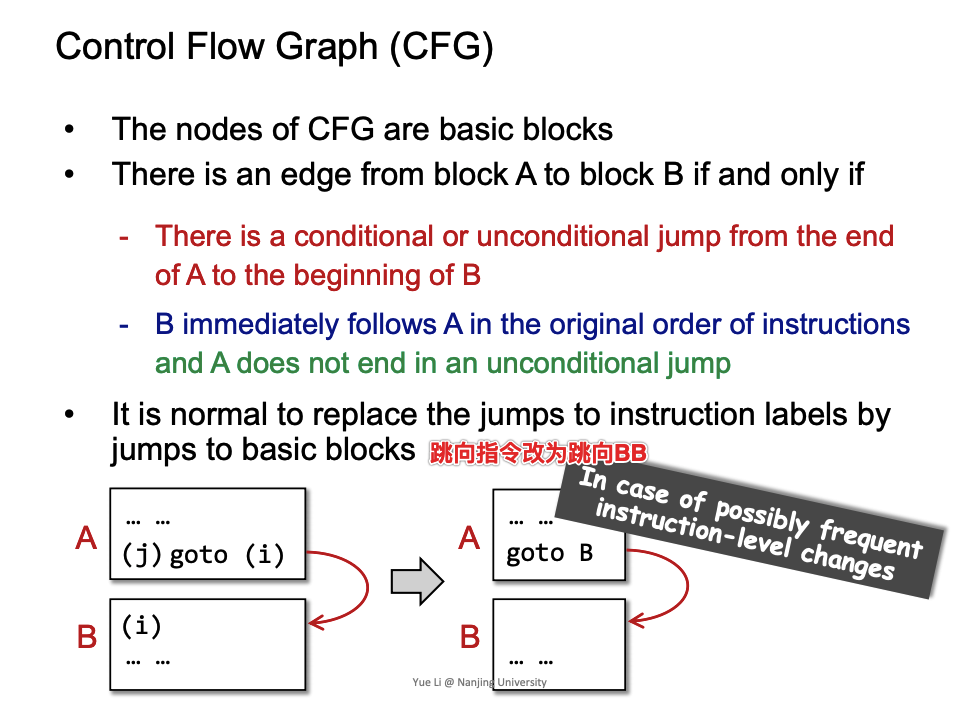 Control Flow Graph (CFG)
• The nodes of CFG are basic blocks
• There is an edge from block A to block B if and only if
- There is a conditional or unconditional jump from the end
of A to the beginning of B
- B immediately follows A in the original order of instructions
and A does not end in an unconditional jump
• It is normal to replace the jumps to instruction labels by
jumps to basic blocks 跳向指令改为跳向BB
In case of possibly frequent
instruction-level changes
A
… …
(j) goto (i)
B
(i)
… …
A
… …
goto B
B
… …
Yue Li @ Nanjing University